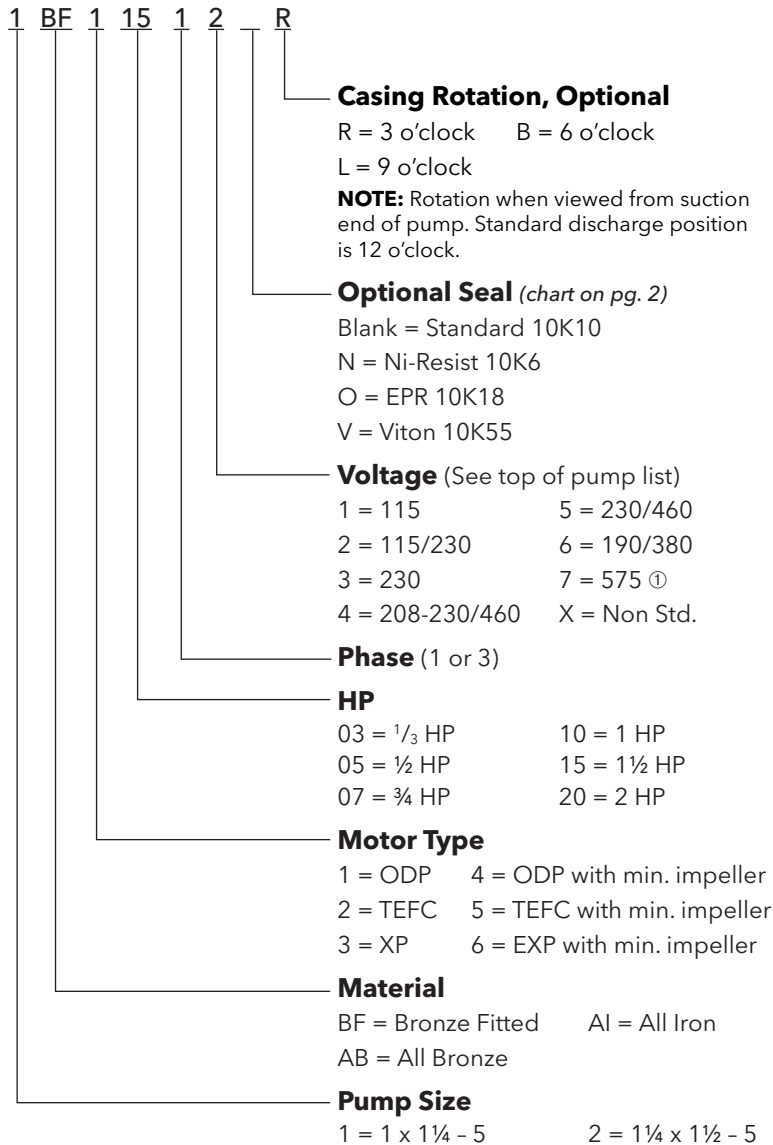 1 BF 1 15 1 2 _ R
Casing Rotation, Optional
R = 3 o’clock B = 6 o’clock
L = 9 o’clock
NOTE: Rotation when viewed from suction
end of pump. Standard discharge position
is 12 o’clock.
Optional Seal (chart on pg. 2)
Blank = Standard 10K10
N = Ni-Resist 10K6
O = EPR 10K18
V = Viton 10K55
Voltage (See top of pump list)
1 = 115 5 = 230/460
2 = 115/230 6 = 190/380
3 = 230 7 = 575 ①
4 = 208-230/460 X = Non Std.
Phase (1 or 3)
HP
03 = 1/3 HP 10 = 1 HP
05 = ½ HP 15 = 1½ HP
07 = ¾ HP 20 = 2 HP
Motor Type
1 = ODP 4 = ODP with min. impeller
2 = TEFC 5 = TEFC with min. impeller
3 = XP 6 = EXP with min. impeller
Material
BF = Bronze Fitted AI = All Iron
AB = All Bronze
Pump Size
1 = 1 x 1¼ – 5 2 = 1¼ x 1½ – 5